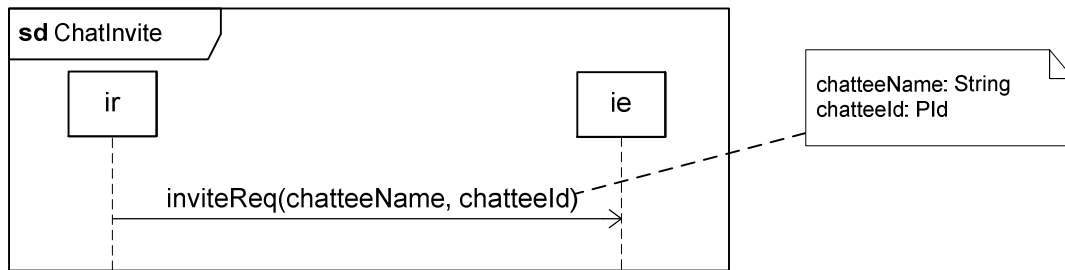 sd ChatInvite
ir
ie
chatteeName: String
chatteeId: PId
inviteReq(chatteeName, chatteeId)